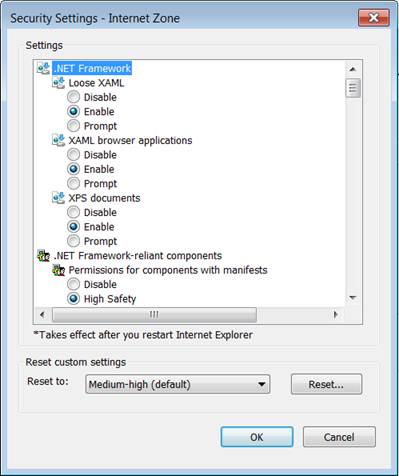 Security Settings - Internet Zone
Settings
.NET Framework
Loose XAML
Disable
Enable
Prompt
XAML browser applications
Disable
Enable
Prompt
XPS documents
Disable
Enable
Prompt
.NET Framework-reliant components
Permissions for components with manifests
Disable
High Safety
*Takes effect after you restart Internet Explorer
Reset custom settings
Reset to: Medium-high (default) Reset...
OK Cancel